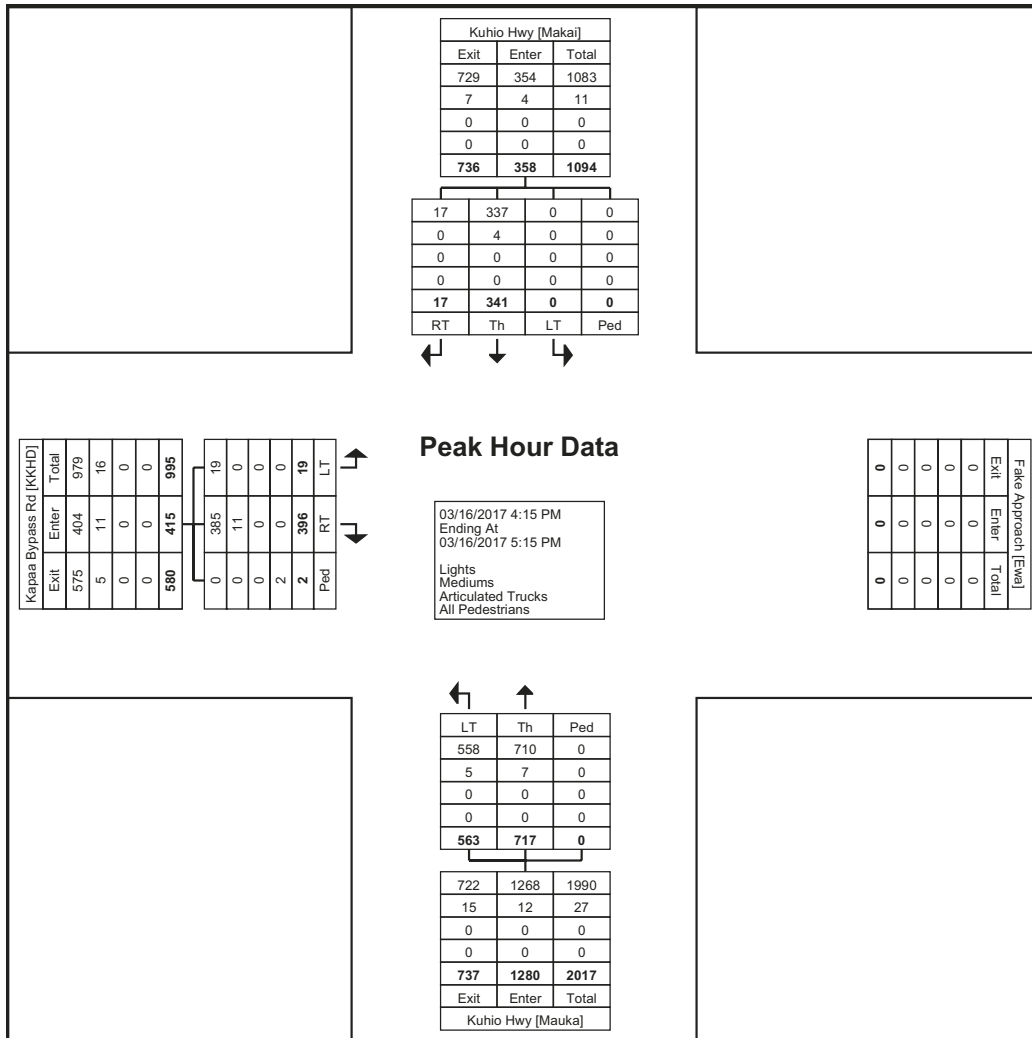 Kuhio Hwy [Makai]
Exit Enter Total
729 354 1083
7 4 11
0 0 0
0 0 0
736 358 1094
17 337 0 0
0 4 0 0
0 0 0 0
0 0 0 0
17 341 0 0
RT Th LT Ped
Peak Hour Data
Kapaa Bypass Rd [KKHD]
Exit Enter Total
575 404 979
5 11 16
0 0 0
0 0 0
580 415 995
0 385 19
0 11 0
0 0 0
2 0 0
2 396 19
Ped RT LT
03/16/2017 4:15 PM
Ending At
03/16/2017 5:15 PM
Lights
Mediums
Articulated Trucks
All Pedestrians
Fake Approach [Ewa]
Exit Enter Total
0 0 0
0 0 0
0 0 0
0 0 0
0 0 0
LT Th Ped
558 710 0
5 7 0
0 0 0
0 0 0
563 717 0
722 1268 1990
15 12 27
0 0 0
0 0 0
737 1280 2017
Exit Enter Total
Kuhio Hwy [Mauka]